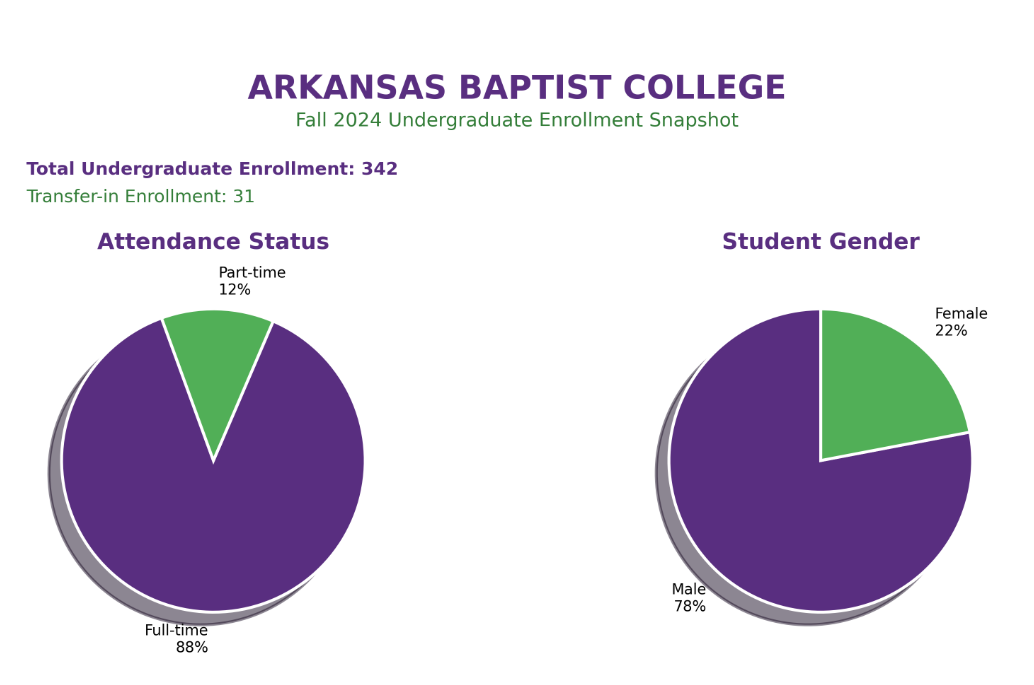 ARKANSAS BAPTIST COLLEGE
Fall 2024 Undergraduate Enrollment Snapshot
Total Undergraduate Enrollment: 342
Transfer-in Enrollment: 31
Attendance Status
Part-time
12%
Full-time
88%
Student Gender
Female
22%
Male
78%